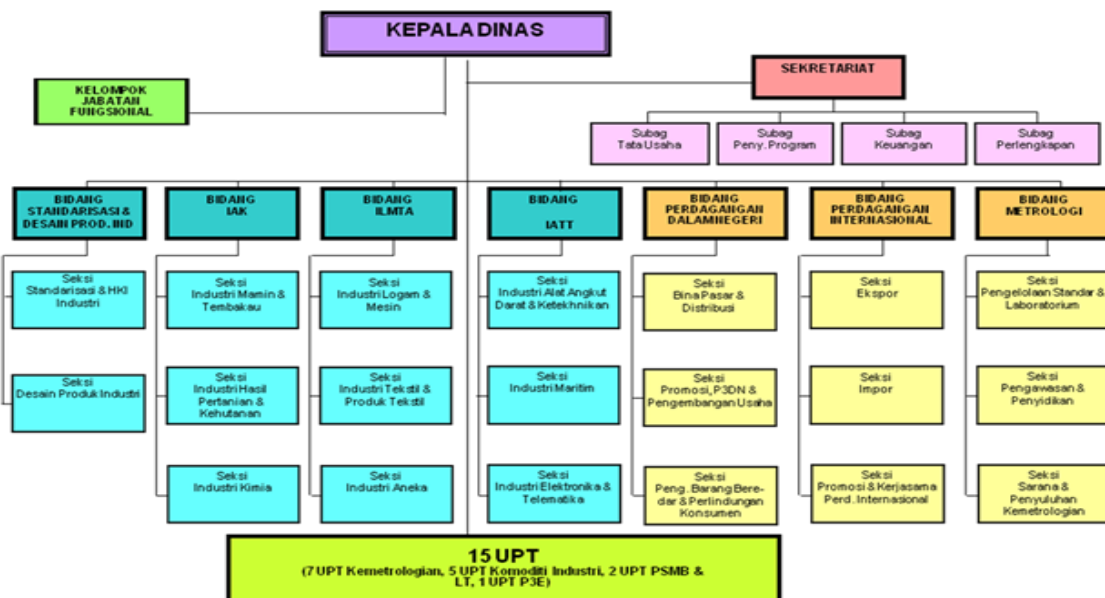 KEPALA DINAS
SEKRETARIAT
KELOMPOK
JABATAN
FUNGSIONAL
Subag
Tata Usaha
Subag
Peny. Program
Subag
Keuangan
Subag
Perlengkapan
BIDANG
STANDARISASI &
DESAIN PROD. IND
BIDANG
IAK
BIDANG
ILMTA
BIDANG
IATT
BIDANG
PERDAGANGAN
DALAMNEGERI
BIDANG
PERDAGANGAN
INTERNASIONAL
BIDANG
METROLOGI
Seksi
Standarisasi & HKI
Industri
Seksi
Industri Mamin &
Tembakau
Seksi
Industri Logam &
Mesin
Seksi
Industri Alat Angkut
Darat & Ketekhnikan
Seksi
Bina Pasar &
Distribusi
Seksi
Ekspor
Seksi
Pengelolaan Standar &
Laboratorium
Seksi
Desain Produk Industri
Seksi
Industri Hasil
Pertanian &
Kehutanan
Seksi
Industri Tekstil &
Produk Tekstil
Seksi
Industri Maritim
Seksi
Promosi, P3DN &
Pengembangan Usaha
Seksi
Impor
Seksi
Pengawasan &
Penyidikan
Seksi
Industri Kimia
Seksi
Industri Aneka
Seksi
Industri Elektronika &
Telematika
Seksi
Peng. Barang Bere-
dar & Perlindungan
Konsumen
Seksi
Promosi & Kerjasama
Perd. Internasional
Seksi
Sarana &
Penyuluhan
Kemetrologian
15 UPT
(7 UPT Kemetrologian, 5 UPT Komoditi Industri, 2 UPT PSMB &
LT, 1 UPT P3E)